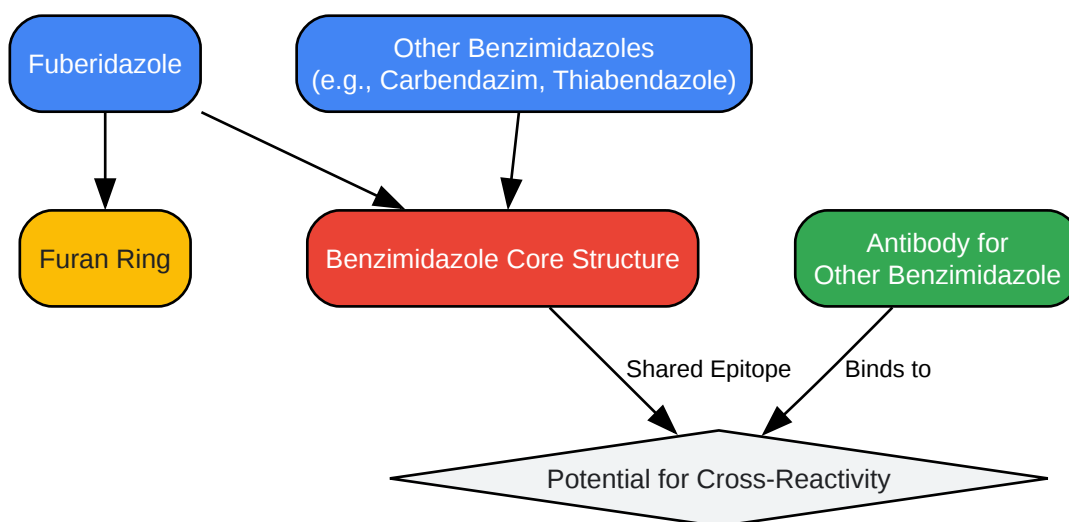 Fuberidazole
Other Benzimidazoles
(e.g., Carbendazim, Thiabendazole)
Furan Ring
Benzimidazole Core Structure
Antibody for
Other Benzimidazole
Shared Epitope
Binds to
Potential for Cross-Reactivity